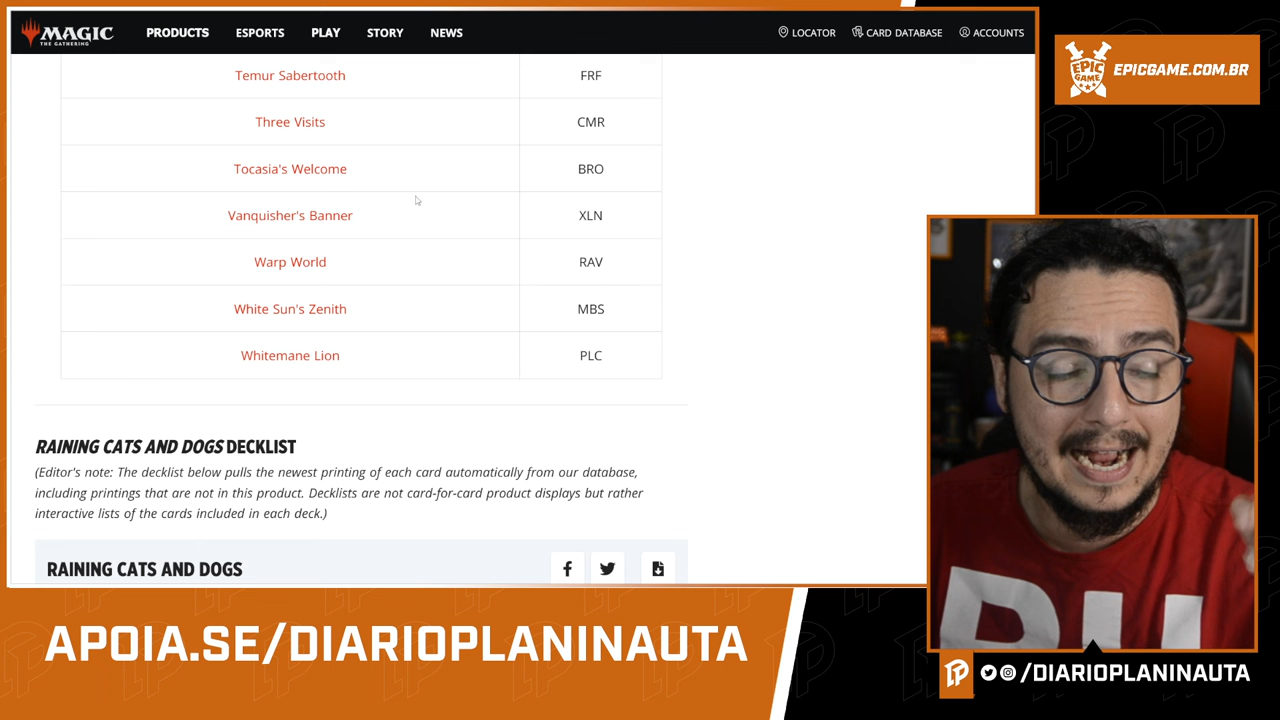 MAGIC
THE GATHERING
PRODUCTS ESPORTS PLAY STORY NEWS LOCATOR CARD DATABASE ACCOUNTS
Temur Sabertooth FRF
Three Visits CMR
Tocasia's Welcome BRO
Vanquisher's Banner XLN
Warp World RAV
White Sun's Zenith MBS
Whitemane Lion PLC
RAINING CATS AND DOGS DECKLIST
(Editor's note: The decklist below pulls the newest printing of each card automatically from our database,
including printings that are not in this product. Decklists are not card-for-card product displays but rather
interactive lists of the cards included in each deck.)
RAINING CATS AND DOGS
EPIC
GAME
EPICGAME.COM.BR
APOIA.SE/DIARIOPLANINAUTA
/DIARIOPLANINAUTA